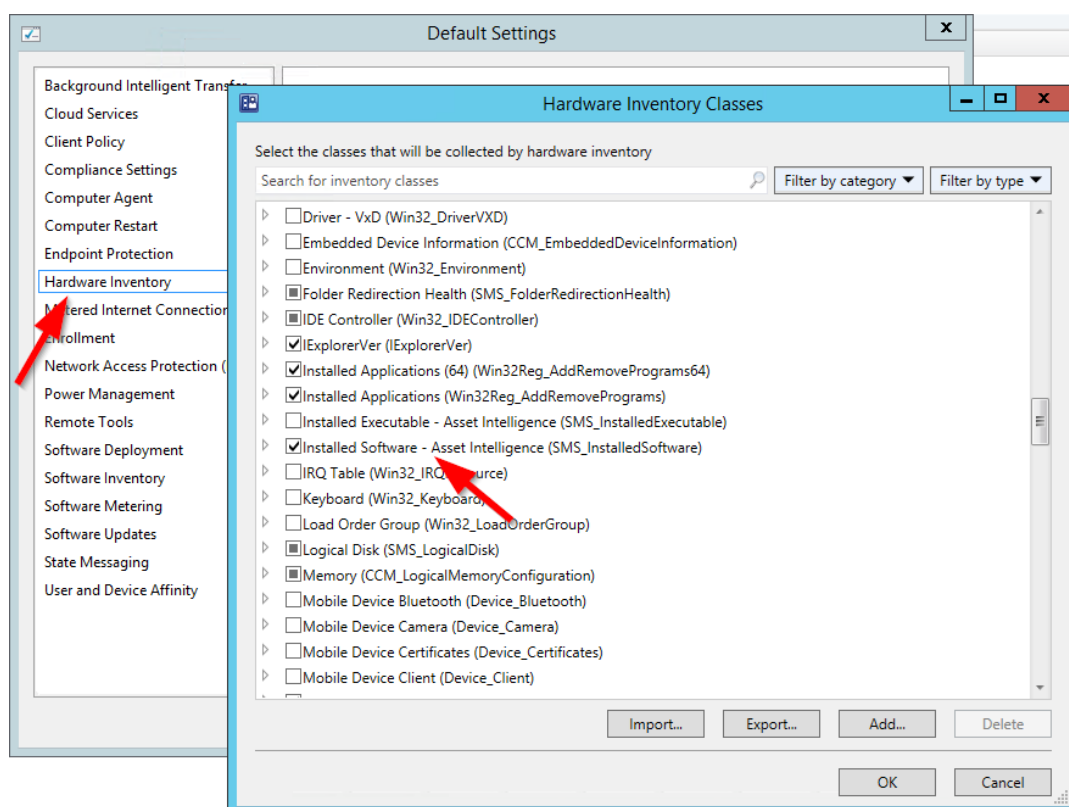 Default Settings
x
Background Intelligent Transfer
Cloud Services
Client Policy
Compliance Settings
Computer Agent
Computer Restart
Endpoint Protection
Hardware Inventory
Metered Internet Connection
Enrollment
Network Access Protection (
Power Management
Remote Tools
Software Deployment
Software Inventory
Software Metering
Software Updates
State Messaging
User and Device Affinity
Hardware Inventory Classes
x
Select the classes that will be collected by hardware inventory
Search for inventory classes
Filter by category
Filter by type
Driver - VxD (Win32_DriverVXD)
Embedded Device Information (CCM_EmbeddedDeviceInformation)
Environment (Win32_Environment)
Folder Redirection Health (SMS_FolderRedirectionHealth)
IDE Controller (Win32_IDEController)
IExplorerVer (IExplorerVer)
Installed Applications (64) (Win32Reg_AddRemovePrograms64)
Installed Applications (Win32Reg_AddRemovePrograms)
Installed Executable - Asset Intelligence (SMS_InstalledExecutable)
Installed Software - Asset Intelligence (SMS_InstalledSoftware)
IRQ Table (Win32_IRQResource)
Keyboard (Win32_Keyboard)
Load Order Group (Win32_LoadOrderGroup)
Logical Disk (SMS_LogicalDisk)
Memory (CCM_LogicalMemoryConfiguration)
Mobile Device Bluetooth (Device_Bluetooth)
Mobile Device Camera (Device_Camera)
Mobile Device Certificates (Device_Certificates)
Mobile Device Client (Device_Client)
Import...
Export...
Add...
Delete
OK
Cancel